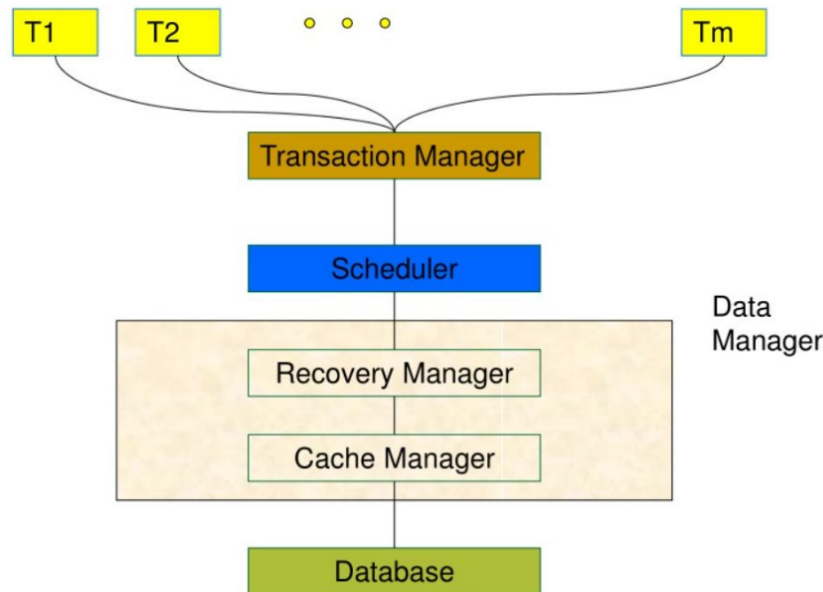 T1
T2
Tm
Transaction Manager
Scheduler
Data
Manager
Recovery Manager
Cache Manager
Database